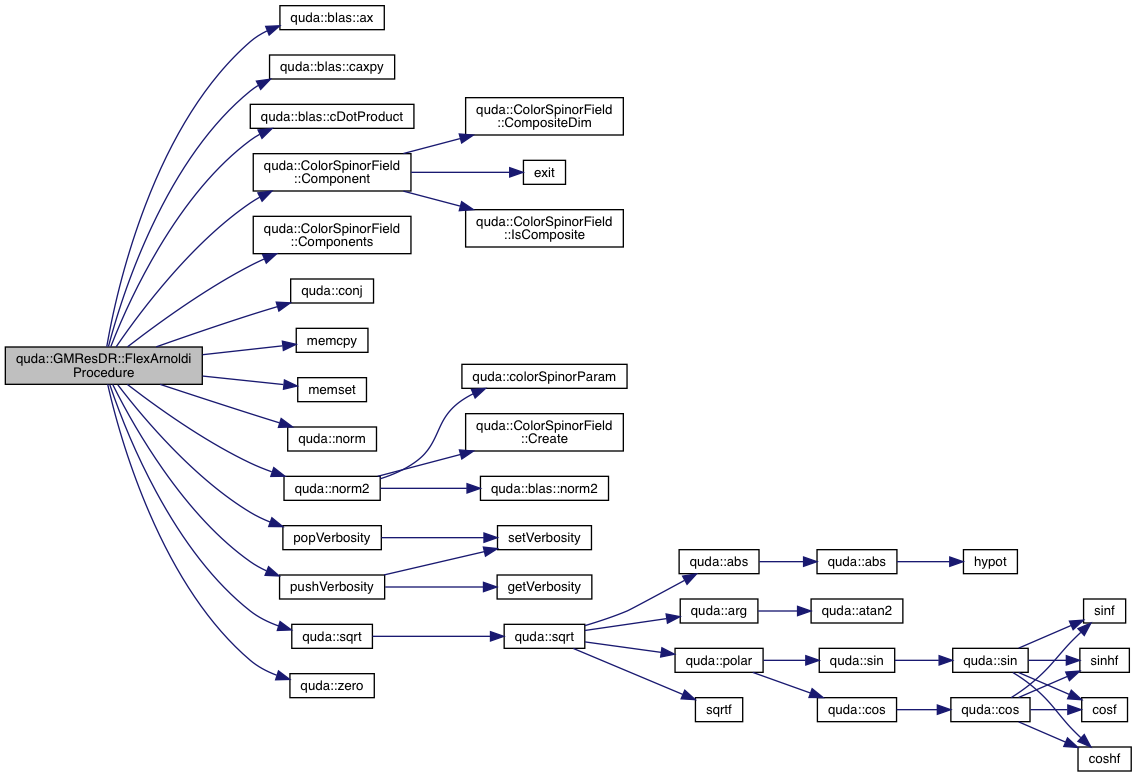 quda::GMResDR::FlexArnoldi
Procedure
quda::blas::ax
quda::blas::caxpy
quda::blas::cDotProduct
quda::ColorSpinorField
::Component
quda::ColorSpinorField
::CompositeDim
exit
quda::ColorSpinorField
::IsComposite
quda::ColorSpinorField
::Components
quda::conj
memcpy
memset
quda::norm
quda::norm2
quda::colorSpinorParam
quda::ColorSpinorField
::Create
quda::blas::norm2
popVerbosity
setVerbosity
pushVerbosity
getVerbosity
quda::sqrt
quda::sqrt
quda::abs
quda::abs
hypot
quda::arg
quda::atan2
quda::polar
quda::sin
quda::sin
sinf
sinhf
quda::cos
quda::cos
cosf
coshf
sqrtf
quda::zero